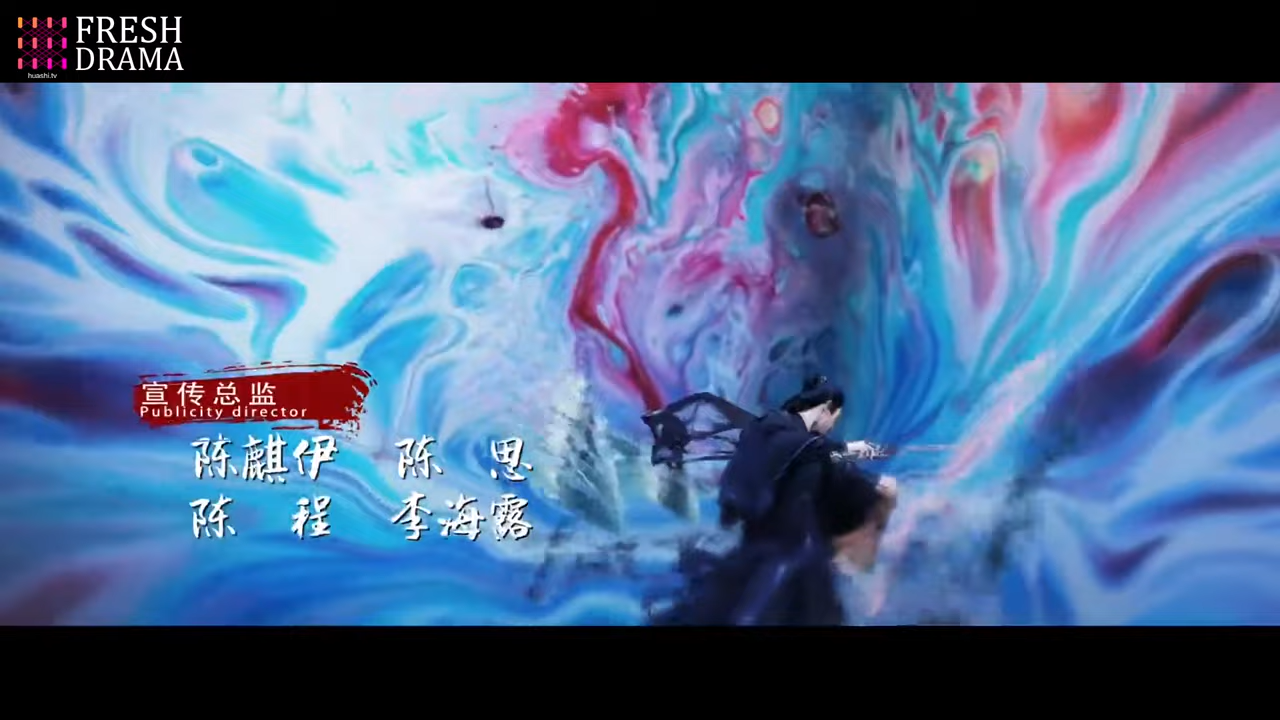 FRESH
DRAMA
huashi.tv
宣传总监
Publicity director
陈麒伊 陈 思
陈 程 李海露